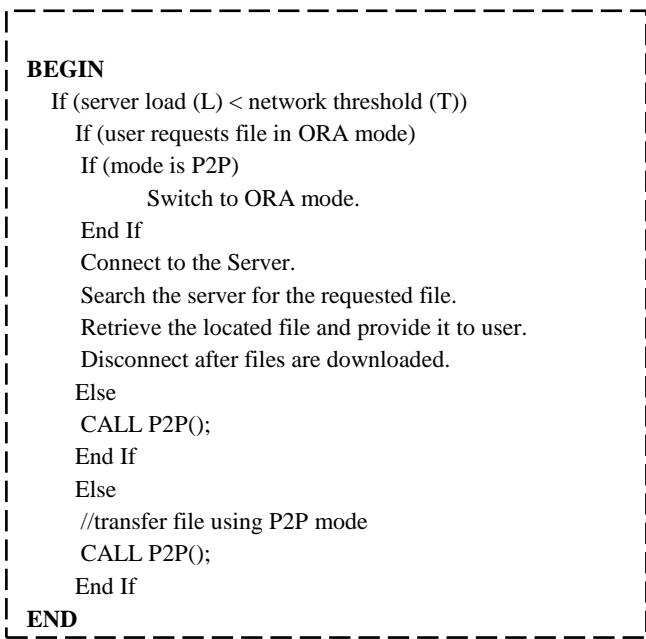 BEGIN
If (server load (L) < network threshold (T))
If (user requests file in ORA mode)
If (mode is P2P)
Switch to ORA mode.
End If
Connect to the Server.
Search the server for the requested file.
Retrieve the located file and provide it to user.
Disconnect after files are downloaded.
Else
CALL P2P();
End If
Else
//transfer file using P2P mode
CALL P2P();
End If
END